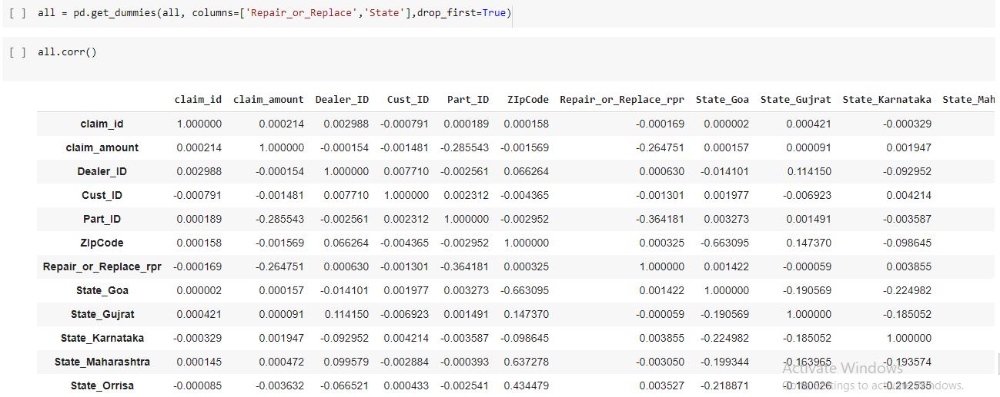 [ ] all = pd.get_dummies(all, columns=['Repair_or_Replace','State'],drop_first=True)
[ ] all.corr()
claim_id claim_amount Dealer_ID Cust_ID Part_ID ZIpCode Repair_or_Replace_rpr State_Goa State_Gujrat State_Karnataka State_Mah
claim_id 1.000000 0.000214 0.002988 -0.000791 0.000189 0.000158 -0.000169 0.000002 0.000421 -0.000329
claim_amount 0.000214 1.000000 -0.000154 -0.001481 -0.285543 -0.001569 -0.264751 0.000157 0.000091 0.001947
Dealer_ID 0.002988 -0.000154 1.000000 0.007710 -0.002561 0.066264 0.000630 -0.014101 0.114150 -0.092952
Cust_ID -0.000791 -0.001481 0.007710 1.000000 0.002312 -0.004365 -0.001301 0.001977 -0.006923 0.004214
Part_ID 0.000189 -0.285543 -0.002561 0.002312 1.000000 -0.002952 -0.364181 0.003273 0.001491 -0.003587
ZIpCode 0.000158 -0.001569 0.066264 -0.004365 -0.002952 1.000000 0.000325 -0.663095 0.147370 -0.098645
Repair_or_Replace_rpr -0.000169 -0.264751 0.000630 -0.001301 -0.364181 0.000325 1.000000 0.001422 -0.000059 0.003855
State_Goa 0.000002 0.000157 -0.014101 0.001977 0.003273 -0.663095 0.001422 1.000000 -0.190569 -0.224982
State_Gujrat 0.000421 0.000091 0.114150 -0.006923 0.001491 0.147370 -0.000059 -0.190569 1.000000 -0.185052
State_Karnataka -0.000329 0.001947 -0.092952 0.004214 -0.003587 -0.098645 0.003855 -0.224982 -0.185052 1.000000
State_Maharashtra 0.000145 0.000472 0.099579 -0.002884 -0.000393 0.637278 -0.003050 -0.199344 -0.163965 -0.193574
Activate Windows
State_Orrisa -0.000085 -0.003632 -0.066521 0.000433 -0.002541 0.434479 0.003527 -0.218871 -0.180026 -0.212535
Go to Settings to activate Windows.